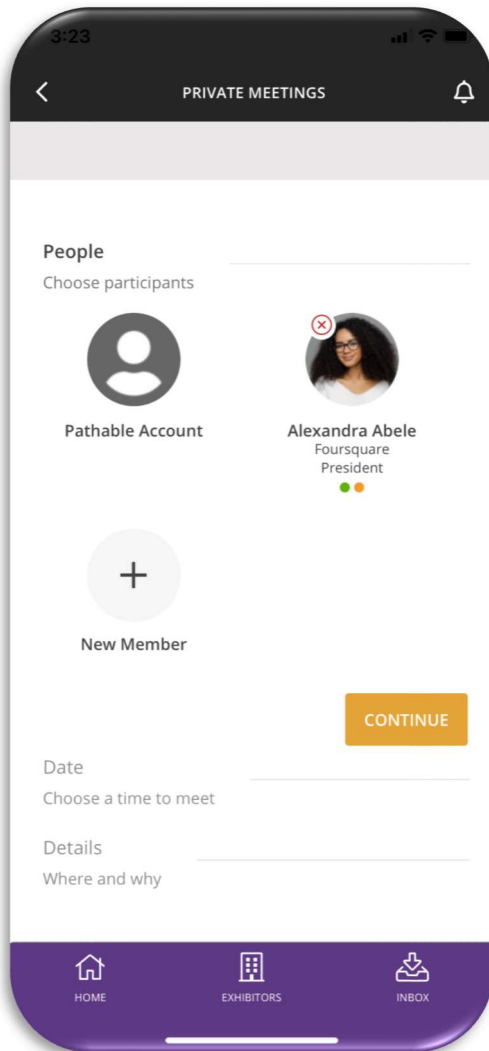 3:23
PRIVATE MEETINGS
People
Choose participants
Pathable Account
Alexandra Abele
Foursquare
President
New Member
CONTINUE
Date
Choose a time to meet
Details
Where and why
HOME
EXHIBITORS
INBOX